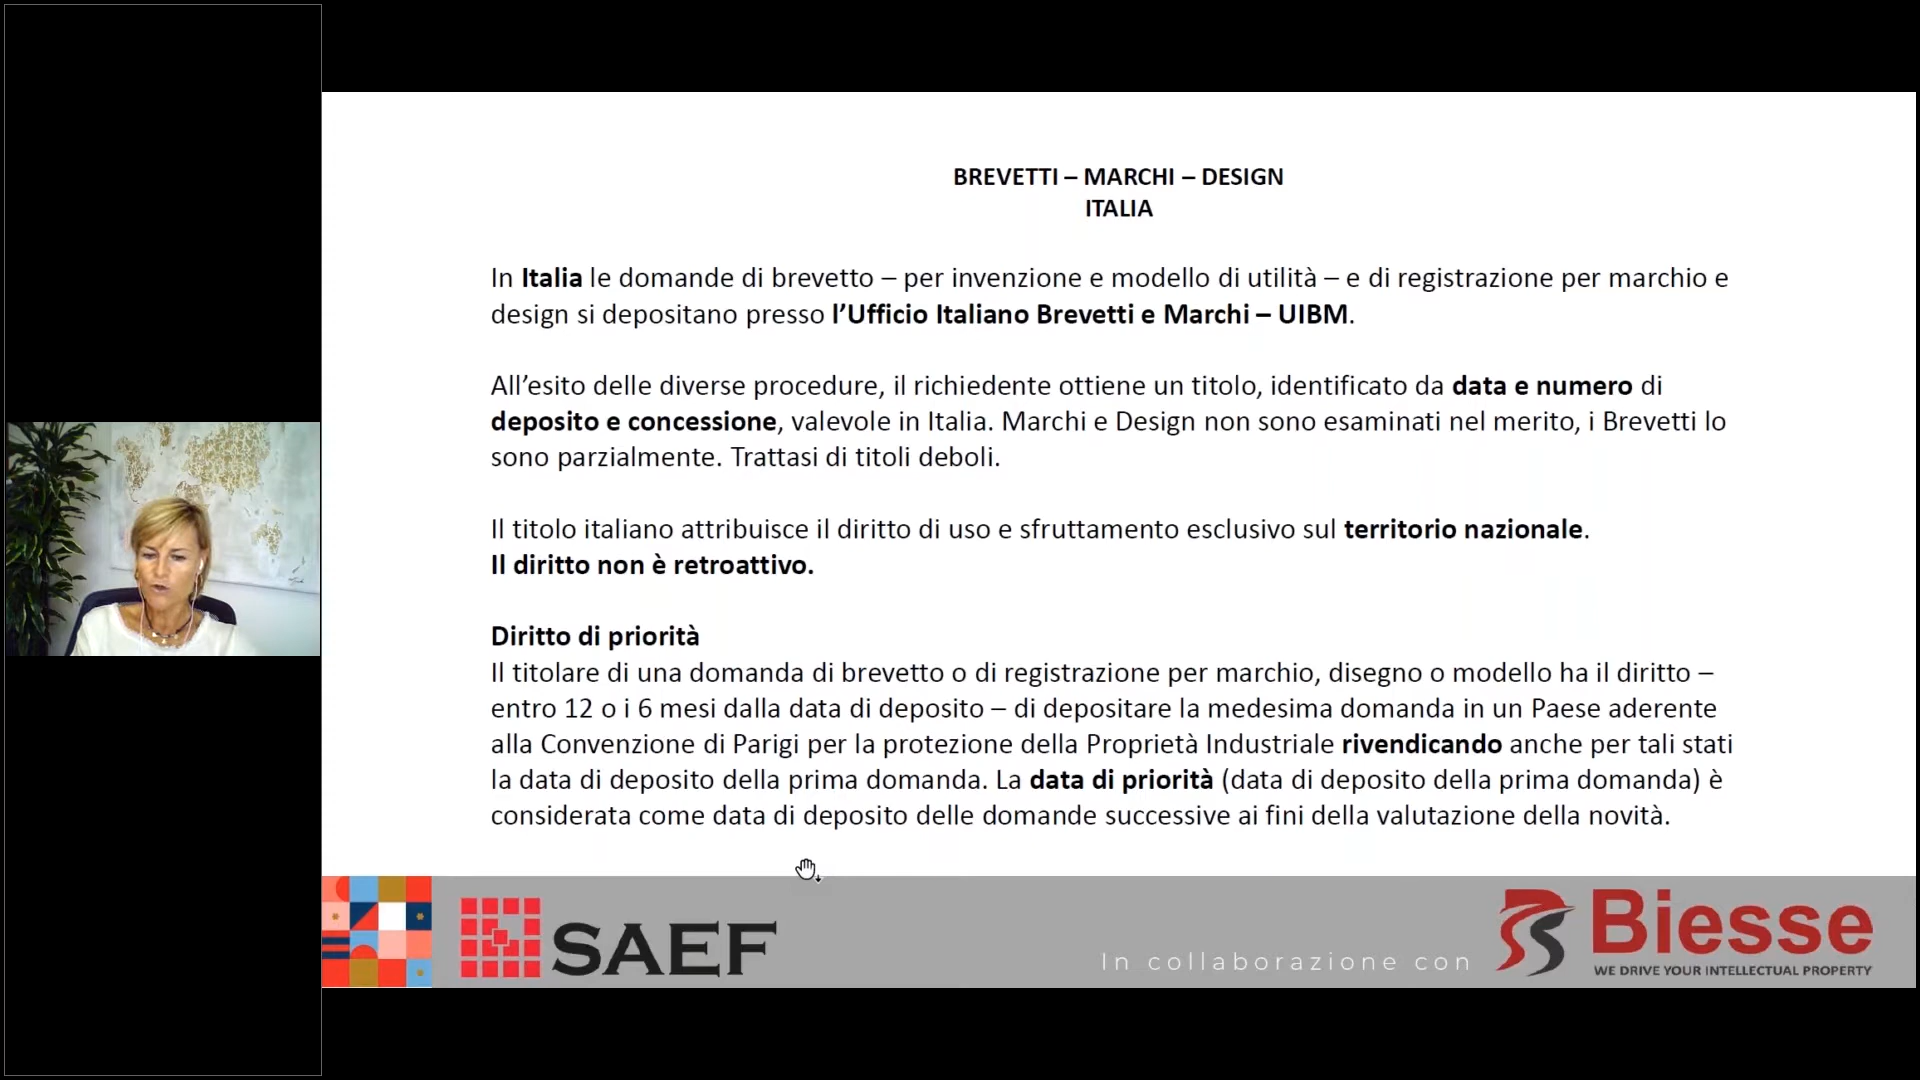 BREVETTI – MARCHI – DESIGN
ITALIA
In Italia le domande di brevetto – per invenzione e modello di utilità – e di registrazione per marchio e
design si depositano presso l’Ufficio Italiano Brevetti e Marchi – UIBM.
All’esito delle diverse procedure, il richiedente ottiene un titolo, identificato da data e numero di
deposito e concessione, valevole in Italia. Marchi e Design non sono esaminati nel merito, i Brevetti lo
sono parzialmente. Trattasi di titoli deboli.
Il titolo italiano attribuisce il diritto di uso e sfruttamento esclusivo sul territorio nazionale.
Il diritto non è retroattivo.
Diritto di priorità
Il titolare di una domanda di brevetto o di registrazione per marchio, disegno o modello ha il diritto –
entro 12 o i 6 mesi dalla data di deposito – di depositare la medesima domanda in un Paese aderente
alla Convenzione di Parigi per la protezione della Proprietà Industriale rivendicando anche per tali stati
la data di deposito della prima domanda. La data di priorità (data di deposito della prima domanda) è
considerata come data di deposito delle domande successive ai fini della valutazione della novità.
SAEF
In collaborazione con
Biesse
WE DRIVE YOUR INTELLECTUAL PROPERTY